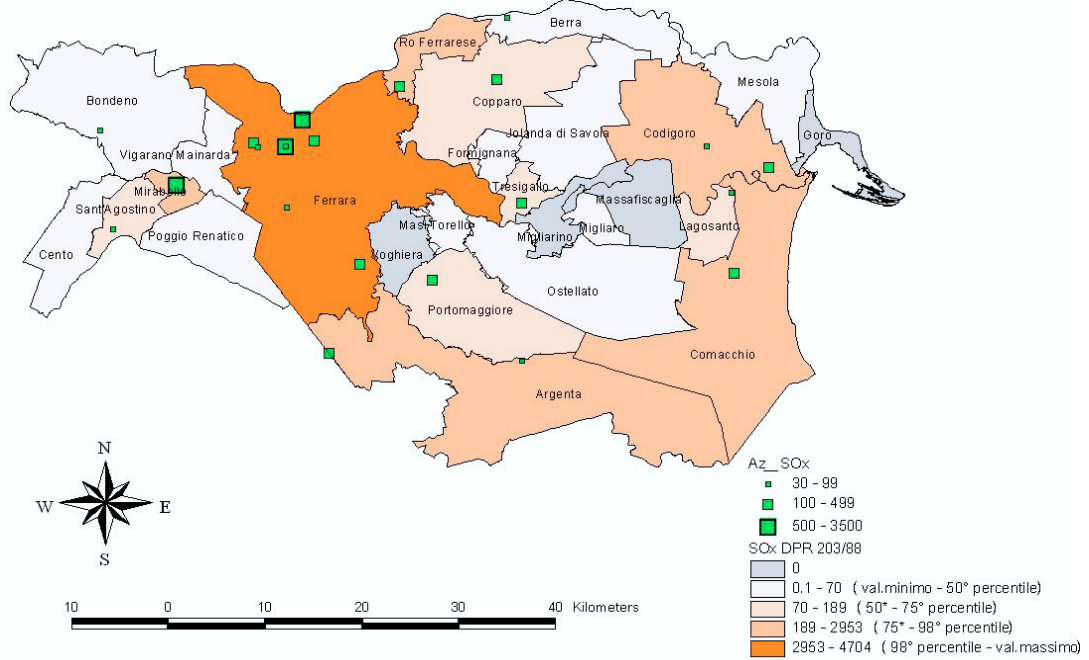 Berra
Ro Ferrarese
Mesola
Bondeno
Copparo
Jolanda di Savoia
Codigoro
Goro
Vigarano Mainarda
Formignana
Mirabello
Tresigallo
Ferrara
Massafiscaglia
Sant'Agostino
Masi Torello
Migliaro
Lagosanto
Poggio Renatico
Migliarino
Cento
Voghiera
Ostellato
Portomaggiore
Comacchio
Argenta
N
W E
S
Az__SOx
30 - 99
100 - 499
500 - 3500
SOx DPR 203/88
0
0.1 - 70 ( val.minimo - 50° percentile)
70 - 189 ( 50° - 75° percentile)
189 - 2953 ( 75° - 98° percentile)
2953 - 4704 ( 98° percentile - val.massimo)
10 0 10 20 30 40 Kilometers